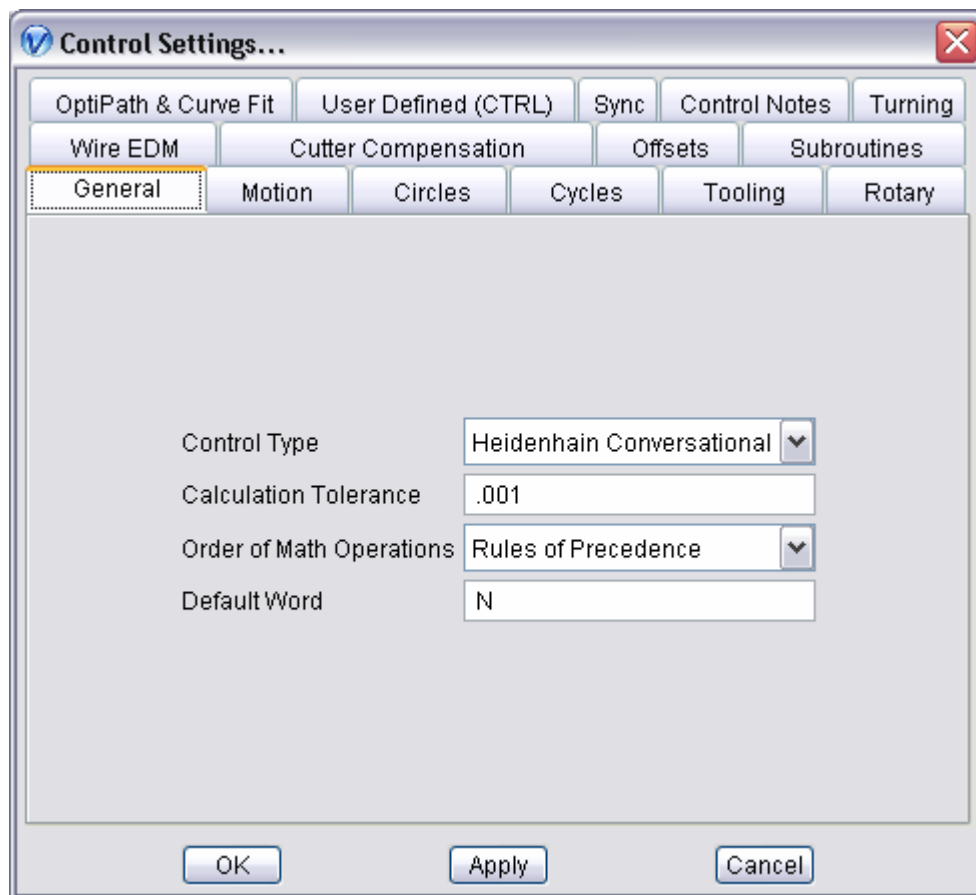 Control Settings...
OptiPath & Curve Fit User Defined (CTRL) Sync Control Notes Turning
Wire EDM Cutter Compensation Offsets Subroutines
General Motion Circles Cycles Tooling Rotary
Control Type Heidenhain Conversational
Calculation Tolerance .001
Order of Math Operations Rules of Precedence
Default Word N
OK Apply Cancel